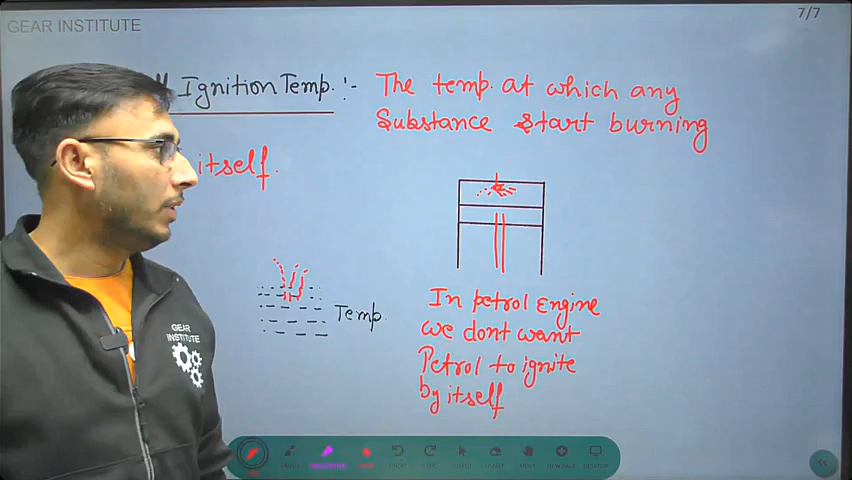 GEAR INSTITUTE
7/7
Ignition Temp. :- The temp. at which any
Substance start burning
itself.
Temp.
In petrol Engine
we dont want
Petrol to ignite
by itself
GEAR
INSTITUTE